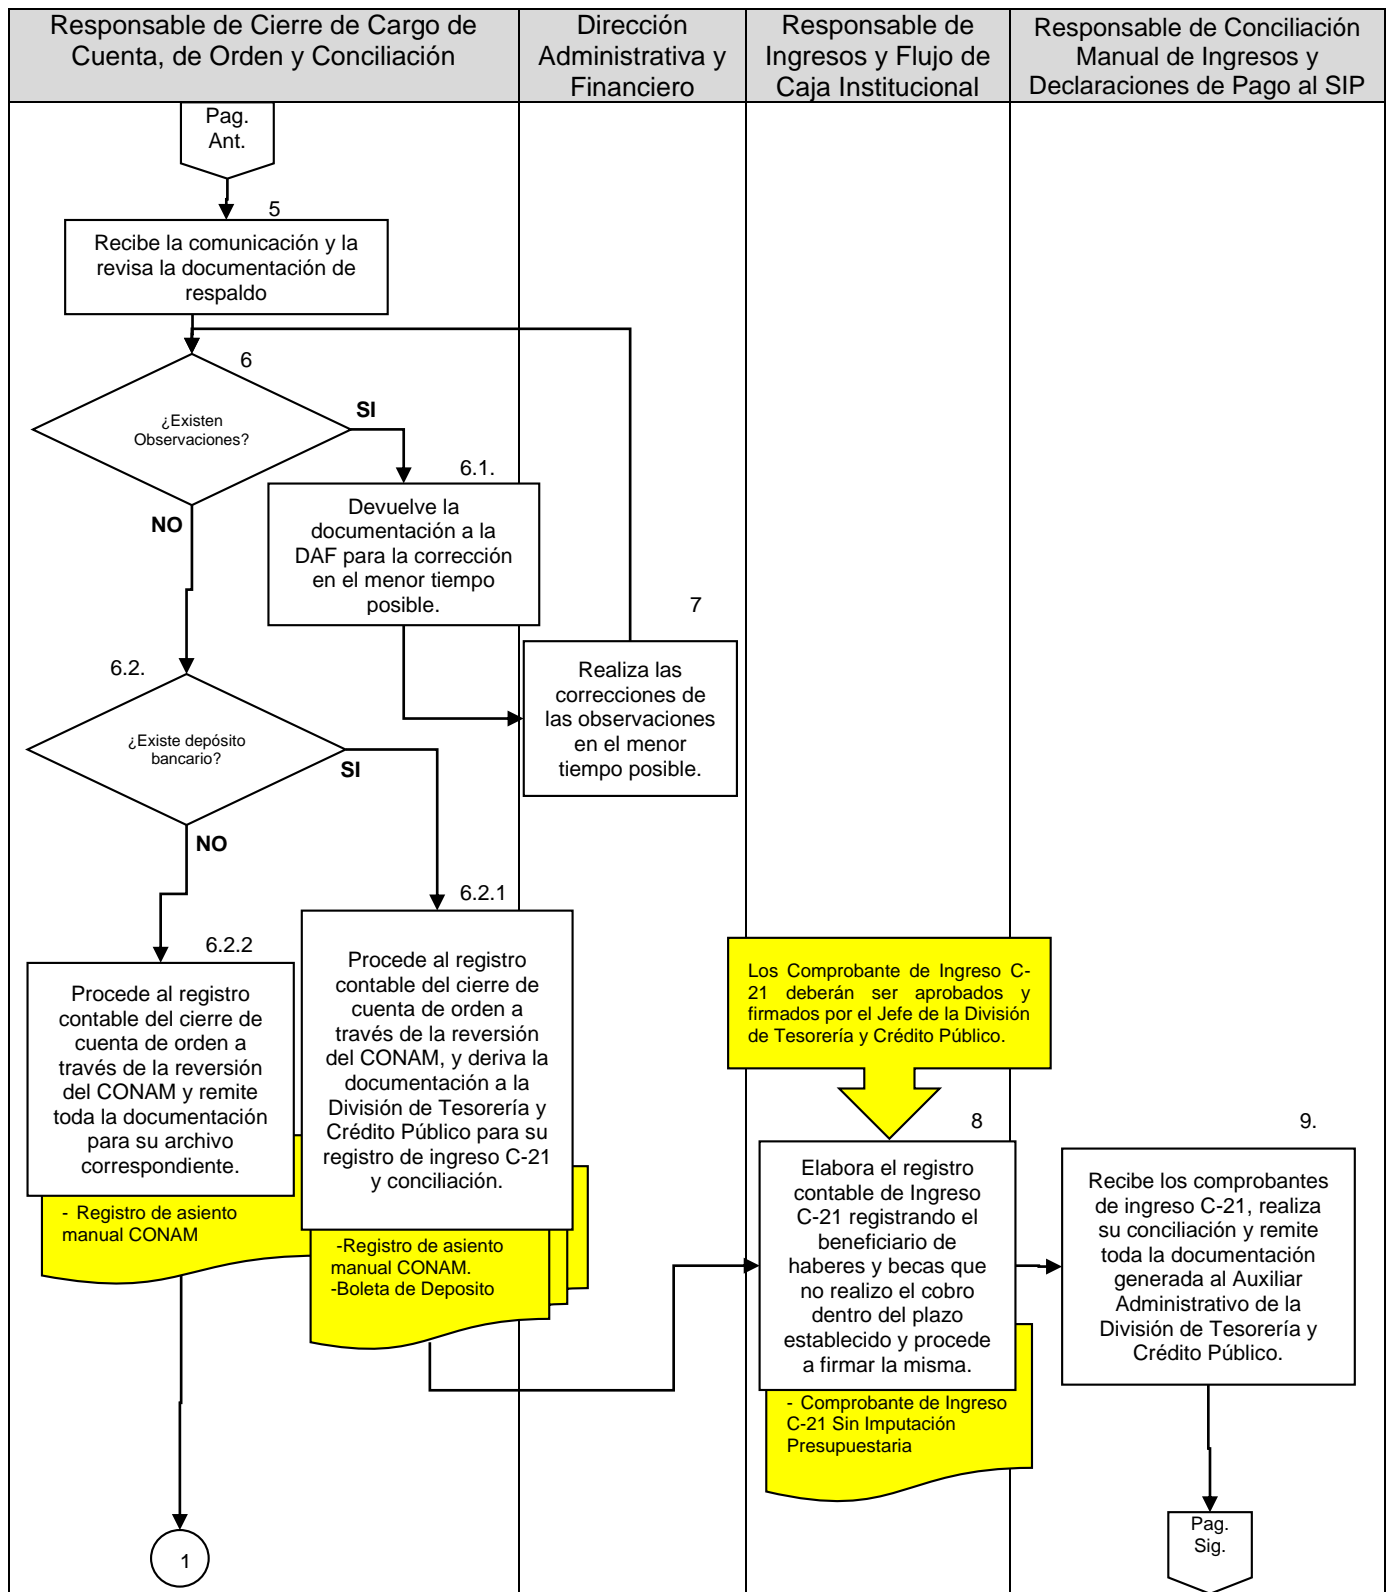 Responsable de Cierre de Cargo de
Cuenta, de Orden y Conciliación
Dirección
Administrativa y
Financiero
Responsable de
Ingresos y Flujo de
Caja Institucional
Responsable de Conciliación
Manual de Ingresos y
Declaraciones de Pago al SIP
Pag.
Ant.
5
Recibe la comunicación y la
revisa la documentación de
respaldo
6
¿Existen
Observaciones?
SI
NO
6.1.
Devuelve la
documentación a la
DAF para la corrección
en el menor tiempo
posible.
7
Realiza las
correcciones de
las observaciones
en el menor
tiempo posible.
6.2.
¿Existe depósito
bancario?
SI
NO
6.2.1
Procede al registro
contable del cierre de
cuenta de orden a
través de la reversión
del CONAM, y deriva la
documentación a la
División de Tesorería y
Crédito Público para su
registro de ingreso C-21
y conciliación.
-Registro de asiento
manual CONAM.
-Boleta de Deposito
6.2.2
Procede al registro
contable del cierre de
cuenta de orden a
través de la reversión
del CONAM y remite
toda la documentación
para su archivo
correspondiente.
- Registro de asiento
manual CONAM
Los Comprobante de Ingreso C-
21 deberán ser aprobados y
firmados por el Jefe de la División
de Tesorería y Crédito Público.
8
Elabora el registro
contable de Ingreso
C-21 registrando el
beneficiario de
haberes y becas que
no realizo el cobro
dentro del plazo
establecido y procede
a firmar la misma.
- Comprobante de Ingreso
C-21 Sin Imputación
Presupuestaria
9.
Recibe los comprobantes
de ingreso C-21, realiza
su conciliación y remite
toda la documentación
generada al Auxiliar
Administrativo de la
División de Tesorería y
Crédito Público.
1
Pag.
Sig.